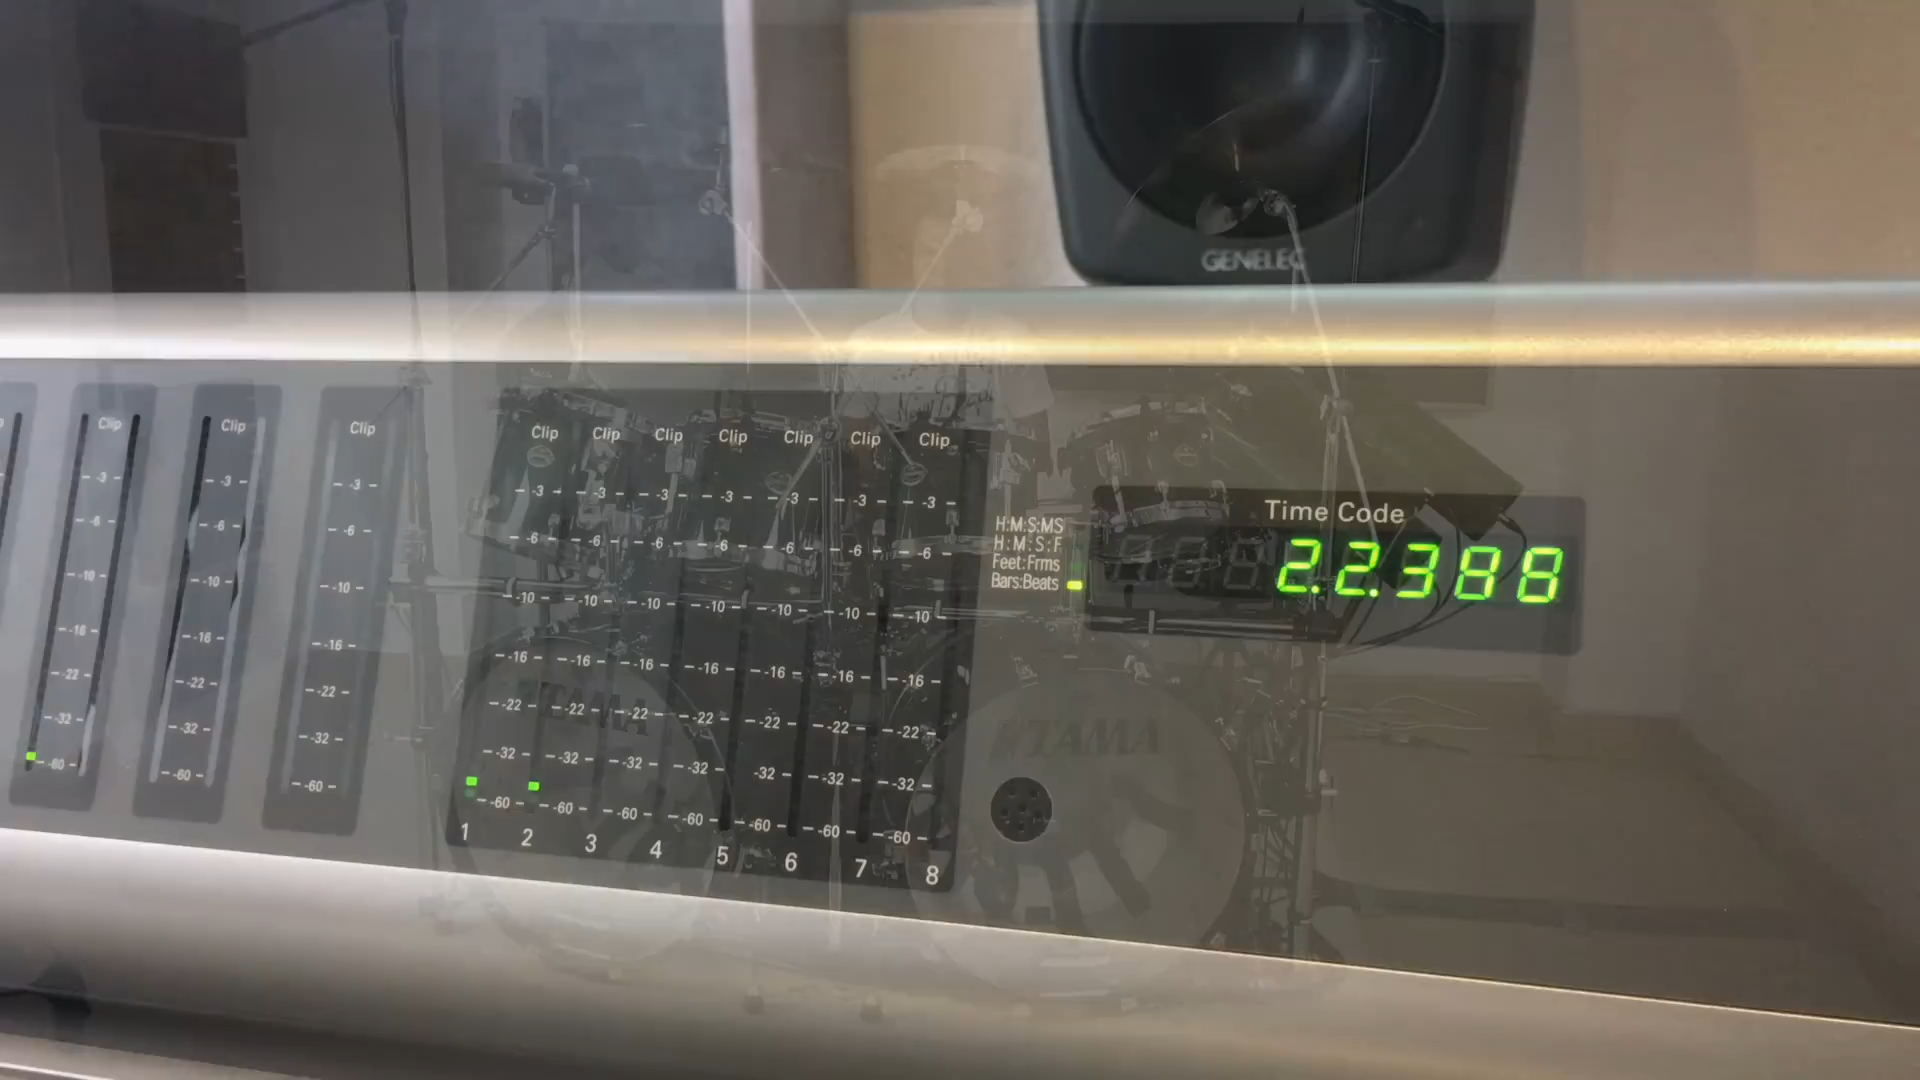 GENELEC
Clip Clip Clip Clip Clip Clip Clip Clip Clip Clip
-3 -3 -3 -3 -3 -3 -3 -3 -3 -3
-6 -6 -6 -6 -6 -6 -6 -6 -6 -6
-10 -10 -10 -10 -10 -10 -10 -10 -10 -10
-16 -16 -16 -16 -16 -16 -16 -16 -16 -16
-22 -22 -22 -22 -22 -22 -22 -22 -22 -22
-32 -32 -32 -32 -32 -32 -32 -32 -32 -32
-60 -60 -60 -60 -60 -60 -60 -60 -60 -60
1 2 3 4 5 6 7 8
Time Code
H:M:S:MS
H:M:S:F
Feet:Frms
Bars:Beats
TAMA
TAMA